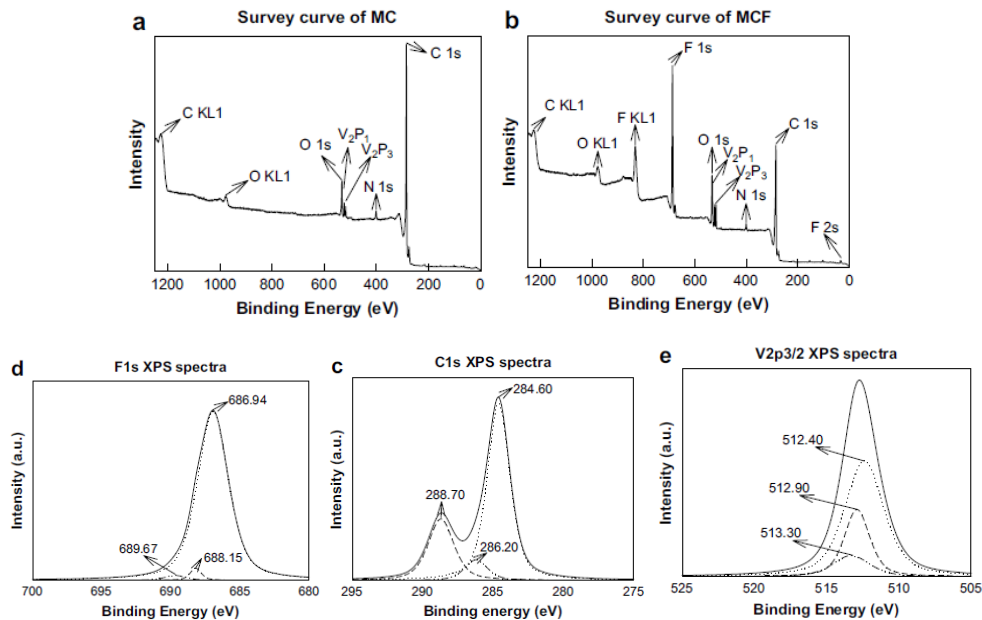 a
Survey curve of MC
Intensity
C KL1
O KL1
O 1s
V2P1
V2P3
N 1s
C 1s
1200 1000 800 600 400 200 0
Binding Energy (eV)
b
Survey curve of MCF
Intensity
C KL1
O KL1
F KL1
F 1s
O 1s
V2P1
V2P3
N 1s
C 1s
F 2s
1200 1000 800 600 400 200 0
Binding Energy (eV)
d
F1s XPS spectra
Intensity (a.u.)
686.94
689.67
688.15
700 695 690 685 680
Binding Energy (eV)
c
C1s XPS spectra
Intensity (a.u.)
284.60
288.70
286.20
295 290 285 280 275
Binding energy (eV)
e
V2p3/2 XPS spectra
Intensity (a.u.)
512.40
512.90
513.30
525 520 515 510 505
Binding Energy (eV)